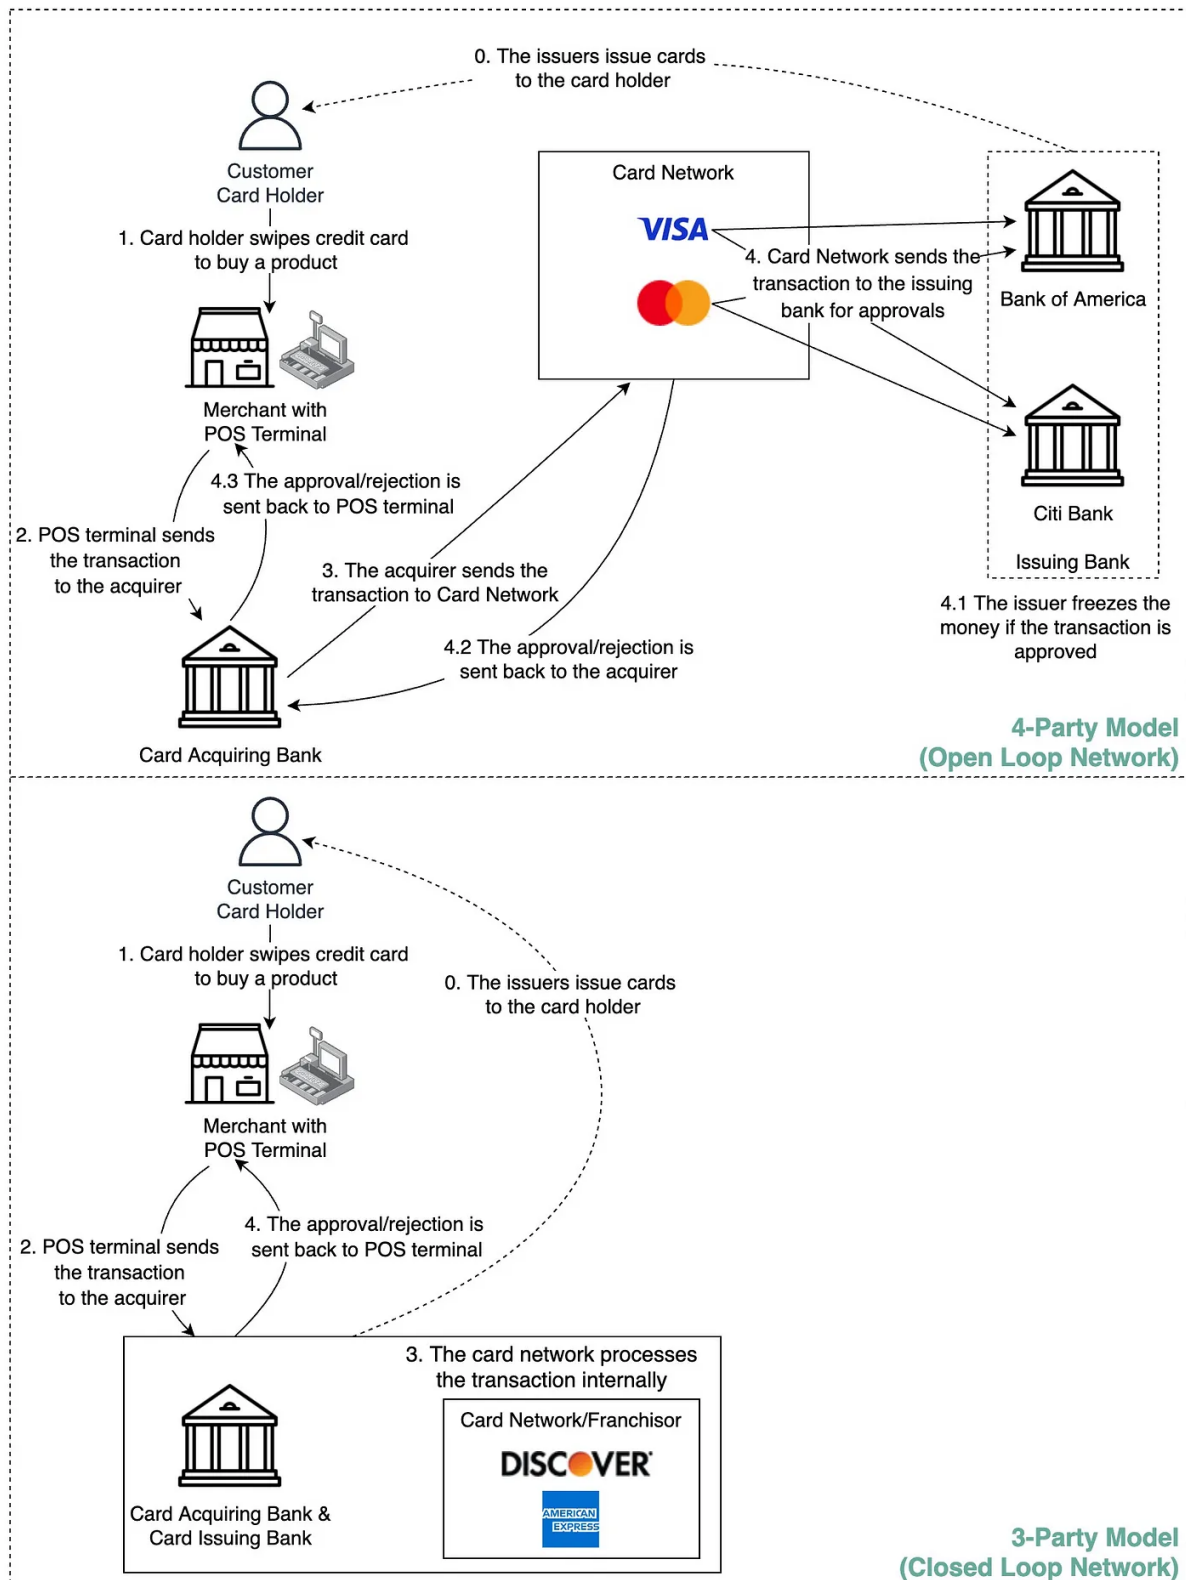 0. The issuers issue cards
to the card holder
Customer
Card Holder
1. Card holder swipes credit card
to buy a product
Merchant with
POS Terminal
Card Network
VISA
4. Card Network sends the
transaction to the issuing
bank for approvals
Bank of America
Citi Bank
Issuing Bank
4.1 The issuer freezes the
money if the transaction is
approved
4.3 The approval/rejection is
sent back to POS terminal
2. POS terminal sends
the transaction
to the acquirer
3. The acquirer sends the
transaction to Card Network
4.2 The approval/rejection is
sent back to the acquirer
Card Acquiring Bank
4-Party Model
(Open Loop Network)
Customer
Card Holder
1. Card holder swipes credit card
to buy a product
0. The issuers issue cards
to the card holder
Merchant with
POS Terminal
4. The approval/rejection is
sent back to POS terminal
2. POS terminal sends
the transaction
to the acquirer
3. The card network processes
the transaction internally
Card Network/Franchisor
DISCOVER
AMERICAN
EXPRESS
Card Acquiring Bank &
Card Issuing Bank
3-Party Model
(Closed Loop Network)